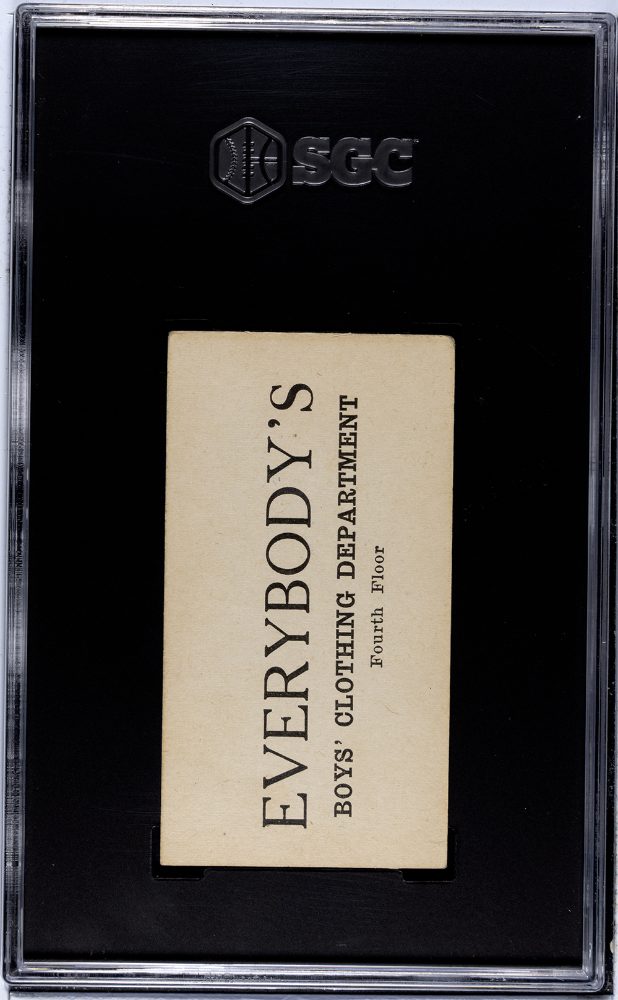 SGC
EVERYBODY'S
BOYS' CLOTHING DEPARTMENT
Fourth Floor